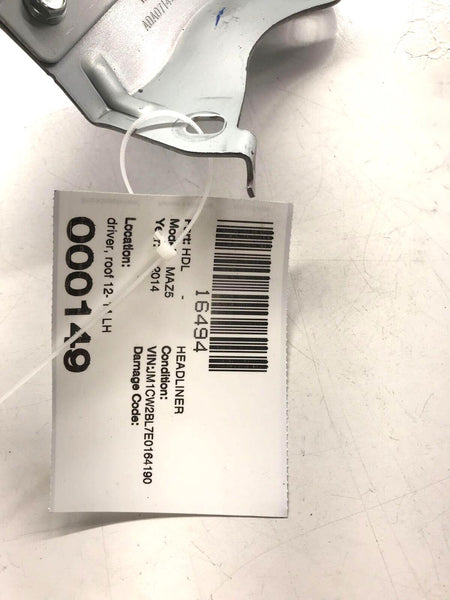 A0A0714
16494
Part: HDL - HEADLINER
Model: MAZ5 Condition:
Year: 2014 VIN:JM1CW2BL7E0164190
Damage Code:
Location:
driver, roof 12- LH
000149